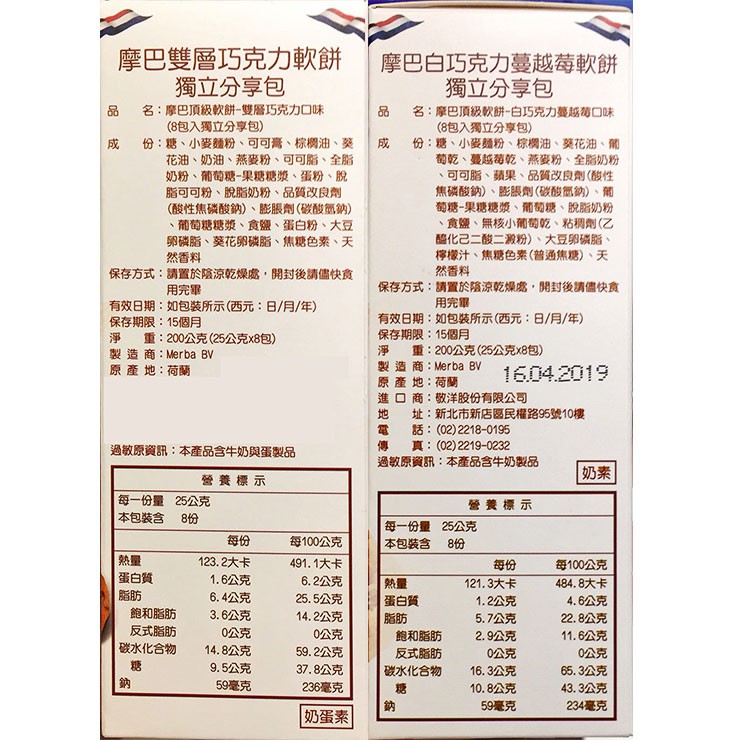 摩巴雙層巧克力軟餅
獨立分享包
品　　名：摩巴頂級軟餅-雙層巧克力口味
(8包入獨立分享包)
成　　份：糖、小麥麵粉、可可膏、棕櫚油、葵
花油、奶油、燕麥粉、可可脂、全脂
奶粉、葡萄糖-果糖糖漿、蛋粉、脫
脂可可粉、脫脂奶粉、品質改良劑
(酸性焦磷酸鈉)、膨脹劑(碳酸氫鈉)
、葡萄糖糖漿、食鹽、蛋白粉、大豆
卵磷脂、葵花卵磷脂、焦糖色素、天
然香料
保存方式：請置於陰涼乾燥處，開封後請儘快食
用完畢
有效日期：如包裝所示(西元：日/月/年)
保存期限：15個月
淨　　重：200公克(25公克x8包)
製 造 商：Merba BV
原 產 地：荷蘭
過敏原資訊：本產品含牛奶與蛋製品
營養標示
每一份量 25公克
本包裝含 8份
每份 每100公克
熱量 123.2大卡 491.1大卡
蛋白質 1.6公克 6.2公克
脂肪 6.4公克 25.5公克
飽和脂肪 3.6公克 14.2公克
反式脂肪 0公克 0公克
碳水化合物 14.8公克 59.2公克
糖 9.5公克 37.8公克
鈉 59毫克 236毫克
奶蛋素
摩巴白巧克力蔓越莓軟餅
獨立分享包
品　　名：摩巴頂級軟餅-白巧克力蔓越莓口味
(8包入獨立分享包)
成　　份：糖、小麥麵粉、棕櫚油、葵花油、葡
萄乾、蔓越莓乾、燕麥粉、全脂奶粉
、可可脂、蘋果、品質改良劑(酸性
焦磷酸鈉)、膨脹劑(碳酸氫鈉)、葡
萄糖-果糖糖漿、葡萄糖、脫脂奶粉
、食鹽、無核小葡萄乾、粘稠劑(乙
醯化己二酸二澱粉)、大豆卵磷脂、
檸檬汁、焦糖色素(普通焦糖)、天
然香料
保存方式：請置於陰涼乾燥處，開封後請儘快食
用完畢
有效日期：如包裝所示(西元：日/月/年)
保存期限：15個月
淨　　重：200公克(25公克x8包)
製 造 商：Merba BV
16.04.2019
原 產 地：荷蘭
進 口 商：敬洋股份有限公司
地　　址：新北市新店區民權路95號10樓
電　　話：(02)2218-0195
傳　　真：(02)2219-0232
過敏原資訊：本產品含牛奶製品
奶素
營養標示
每一份量 25公克
本包裝含 8份
每份 每100公克
熱量 121.3大卡 484.8大卡
蛋白質 1.2公克 4.6公克
脂肪 5.7公克 22.8公克
飽和脂肪 2.9公克 11.6公克
反式脂肪 0公克 0公克
碳水化合物 16.3公克 65.3公克
糖 10.8公克 43.3公克
鈉 59毫克 234毫克